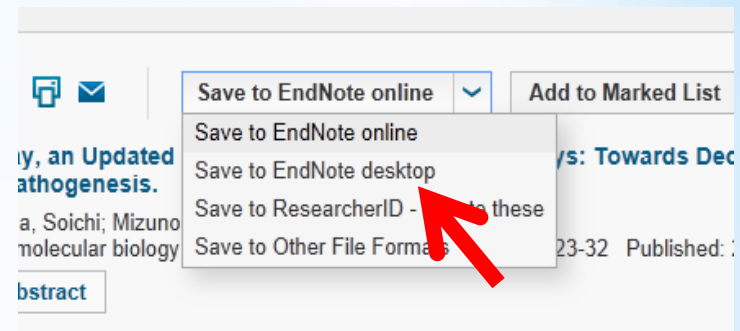 Save to EndNote online
Add to Marked List
Save to EndNote online
Save to EndNote desktop
Save to ResearcherID - these
Save to Other File Formats
y, an Updated
ys: Towards Dec
athogenesis.
a, Soichi; Mizuno
molecular biology
23-32 Published:
bstract